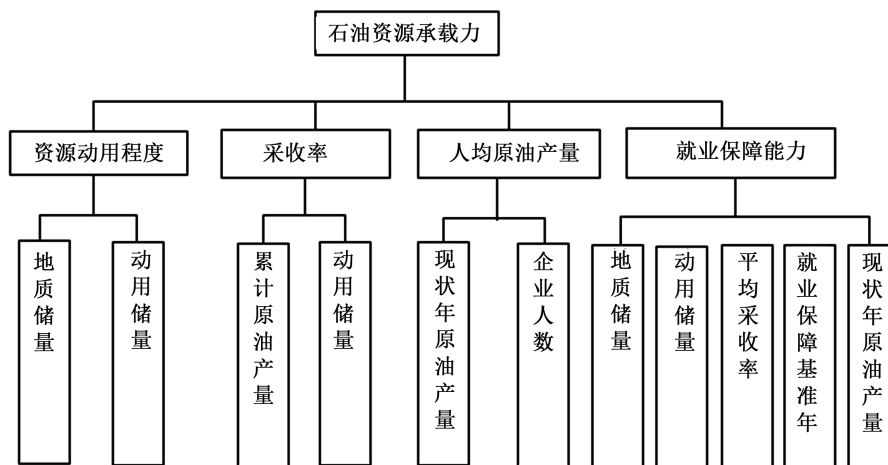 石油资源承载力
资源动用程度
采收率
人均原油产量
就业保障能力
地质储量
动用储量
累计原油产量
动用储量
现状年原油产量
企业人数
地质储量
动用储量
平均采收率
就业保障基准年
现状年原油产量